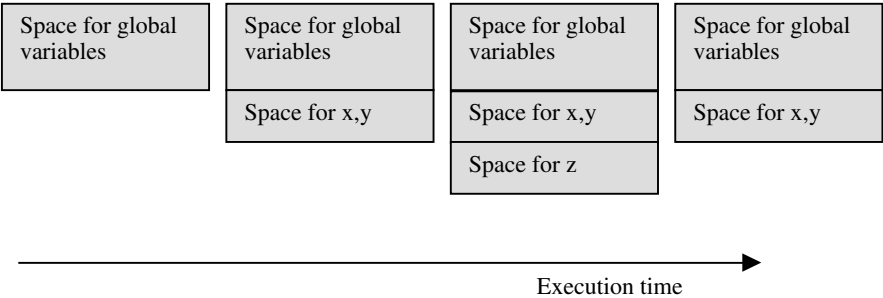 Space for global
variables
Space for global
variables
Space for x,y
Space for global
variables
Space for x,y
Space for z
Space for global
variables
Space for x,y
Execution time